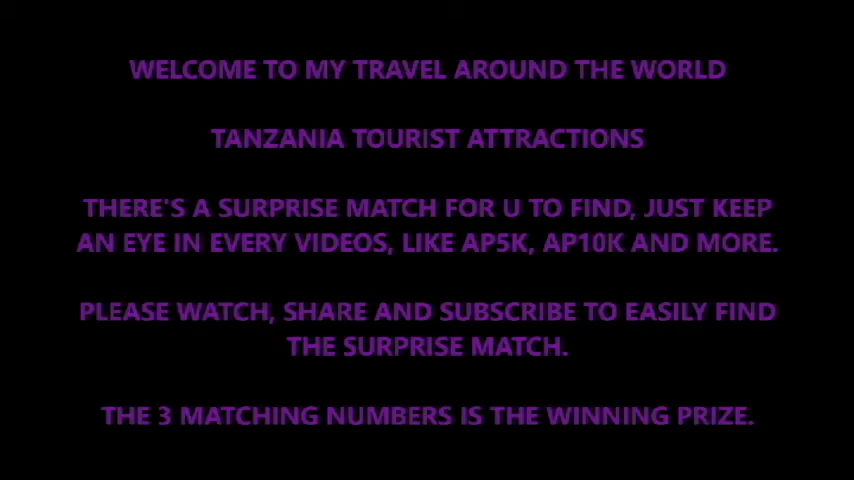 WELCOME TO MY TRAVEL AROUND THE WORLD
TANZANIA TOURIST ATTRACTIONS
THERE'S A SURPRISE MATCH FOR U TO FIND, JUST KEEP
AN EYE IN EVERY VIDEOS, LIKE AP5K, AP10K AND MORE.
PLEASE WATCH, SHARE AND SUBSCRIBE TO EASILY FIND
THE SURPRISE MATCH.
THE 3 MATCHING NUMBERS IS THE WINNING PRIZE.